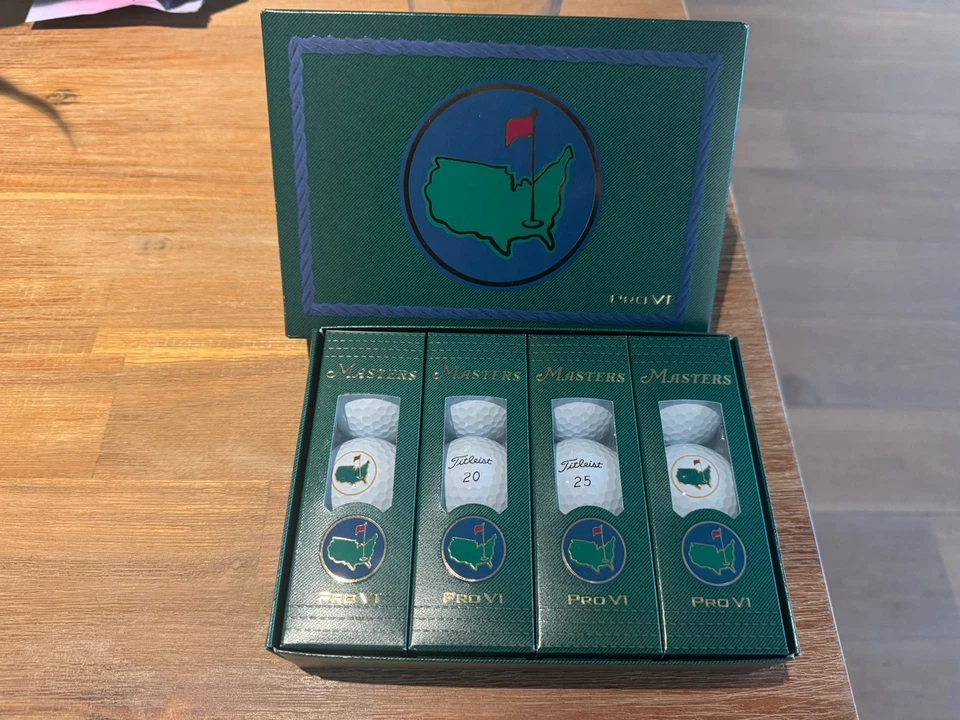 PRO V1
MASTERS MASTERS MASTERS MASTERS
Titleist Titleist
20 25
PRO V1 PRO V1 PRO V1 PRO V1